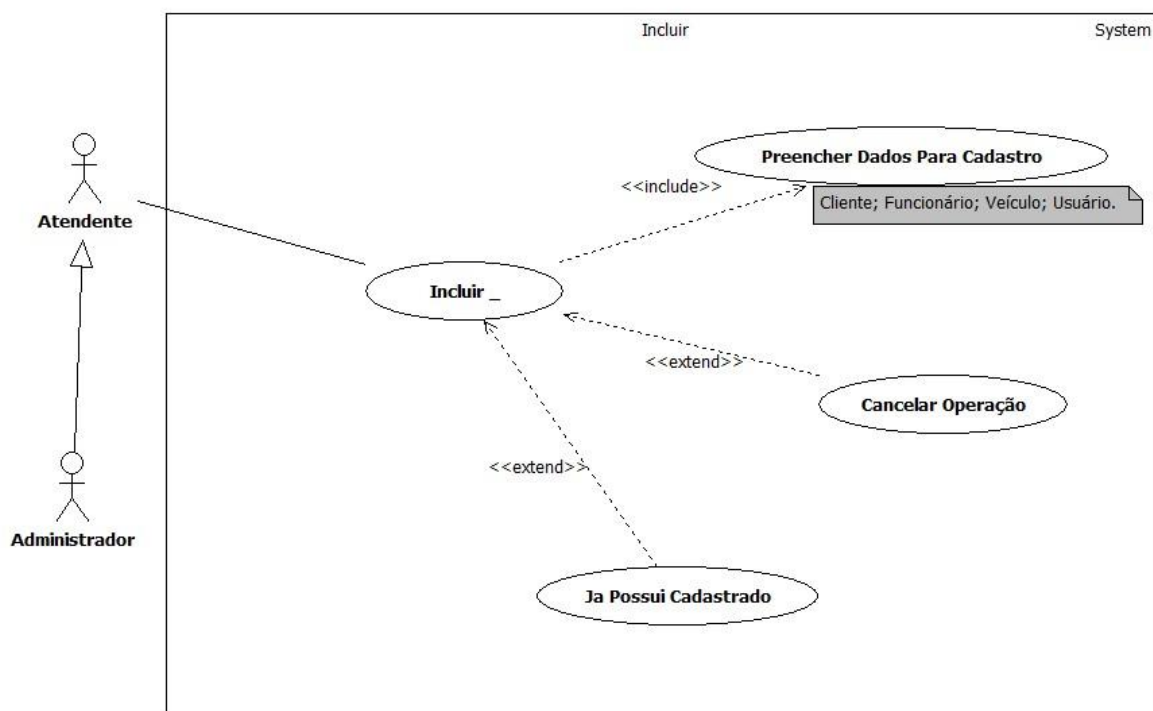 Incluir
System
Preencher Dados Para Cadastro
<<include>>
Cliente; Funcionário; Veículo; Usuário.
Atendente
Incluir _
<<extend>>
Cancelar Operação
<<extend>>
Administrador
Ja Possui Cadastrado